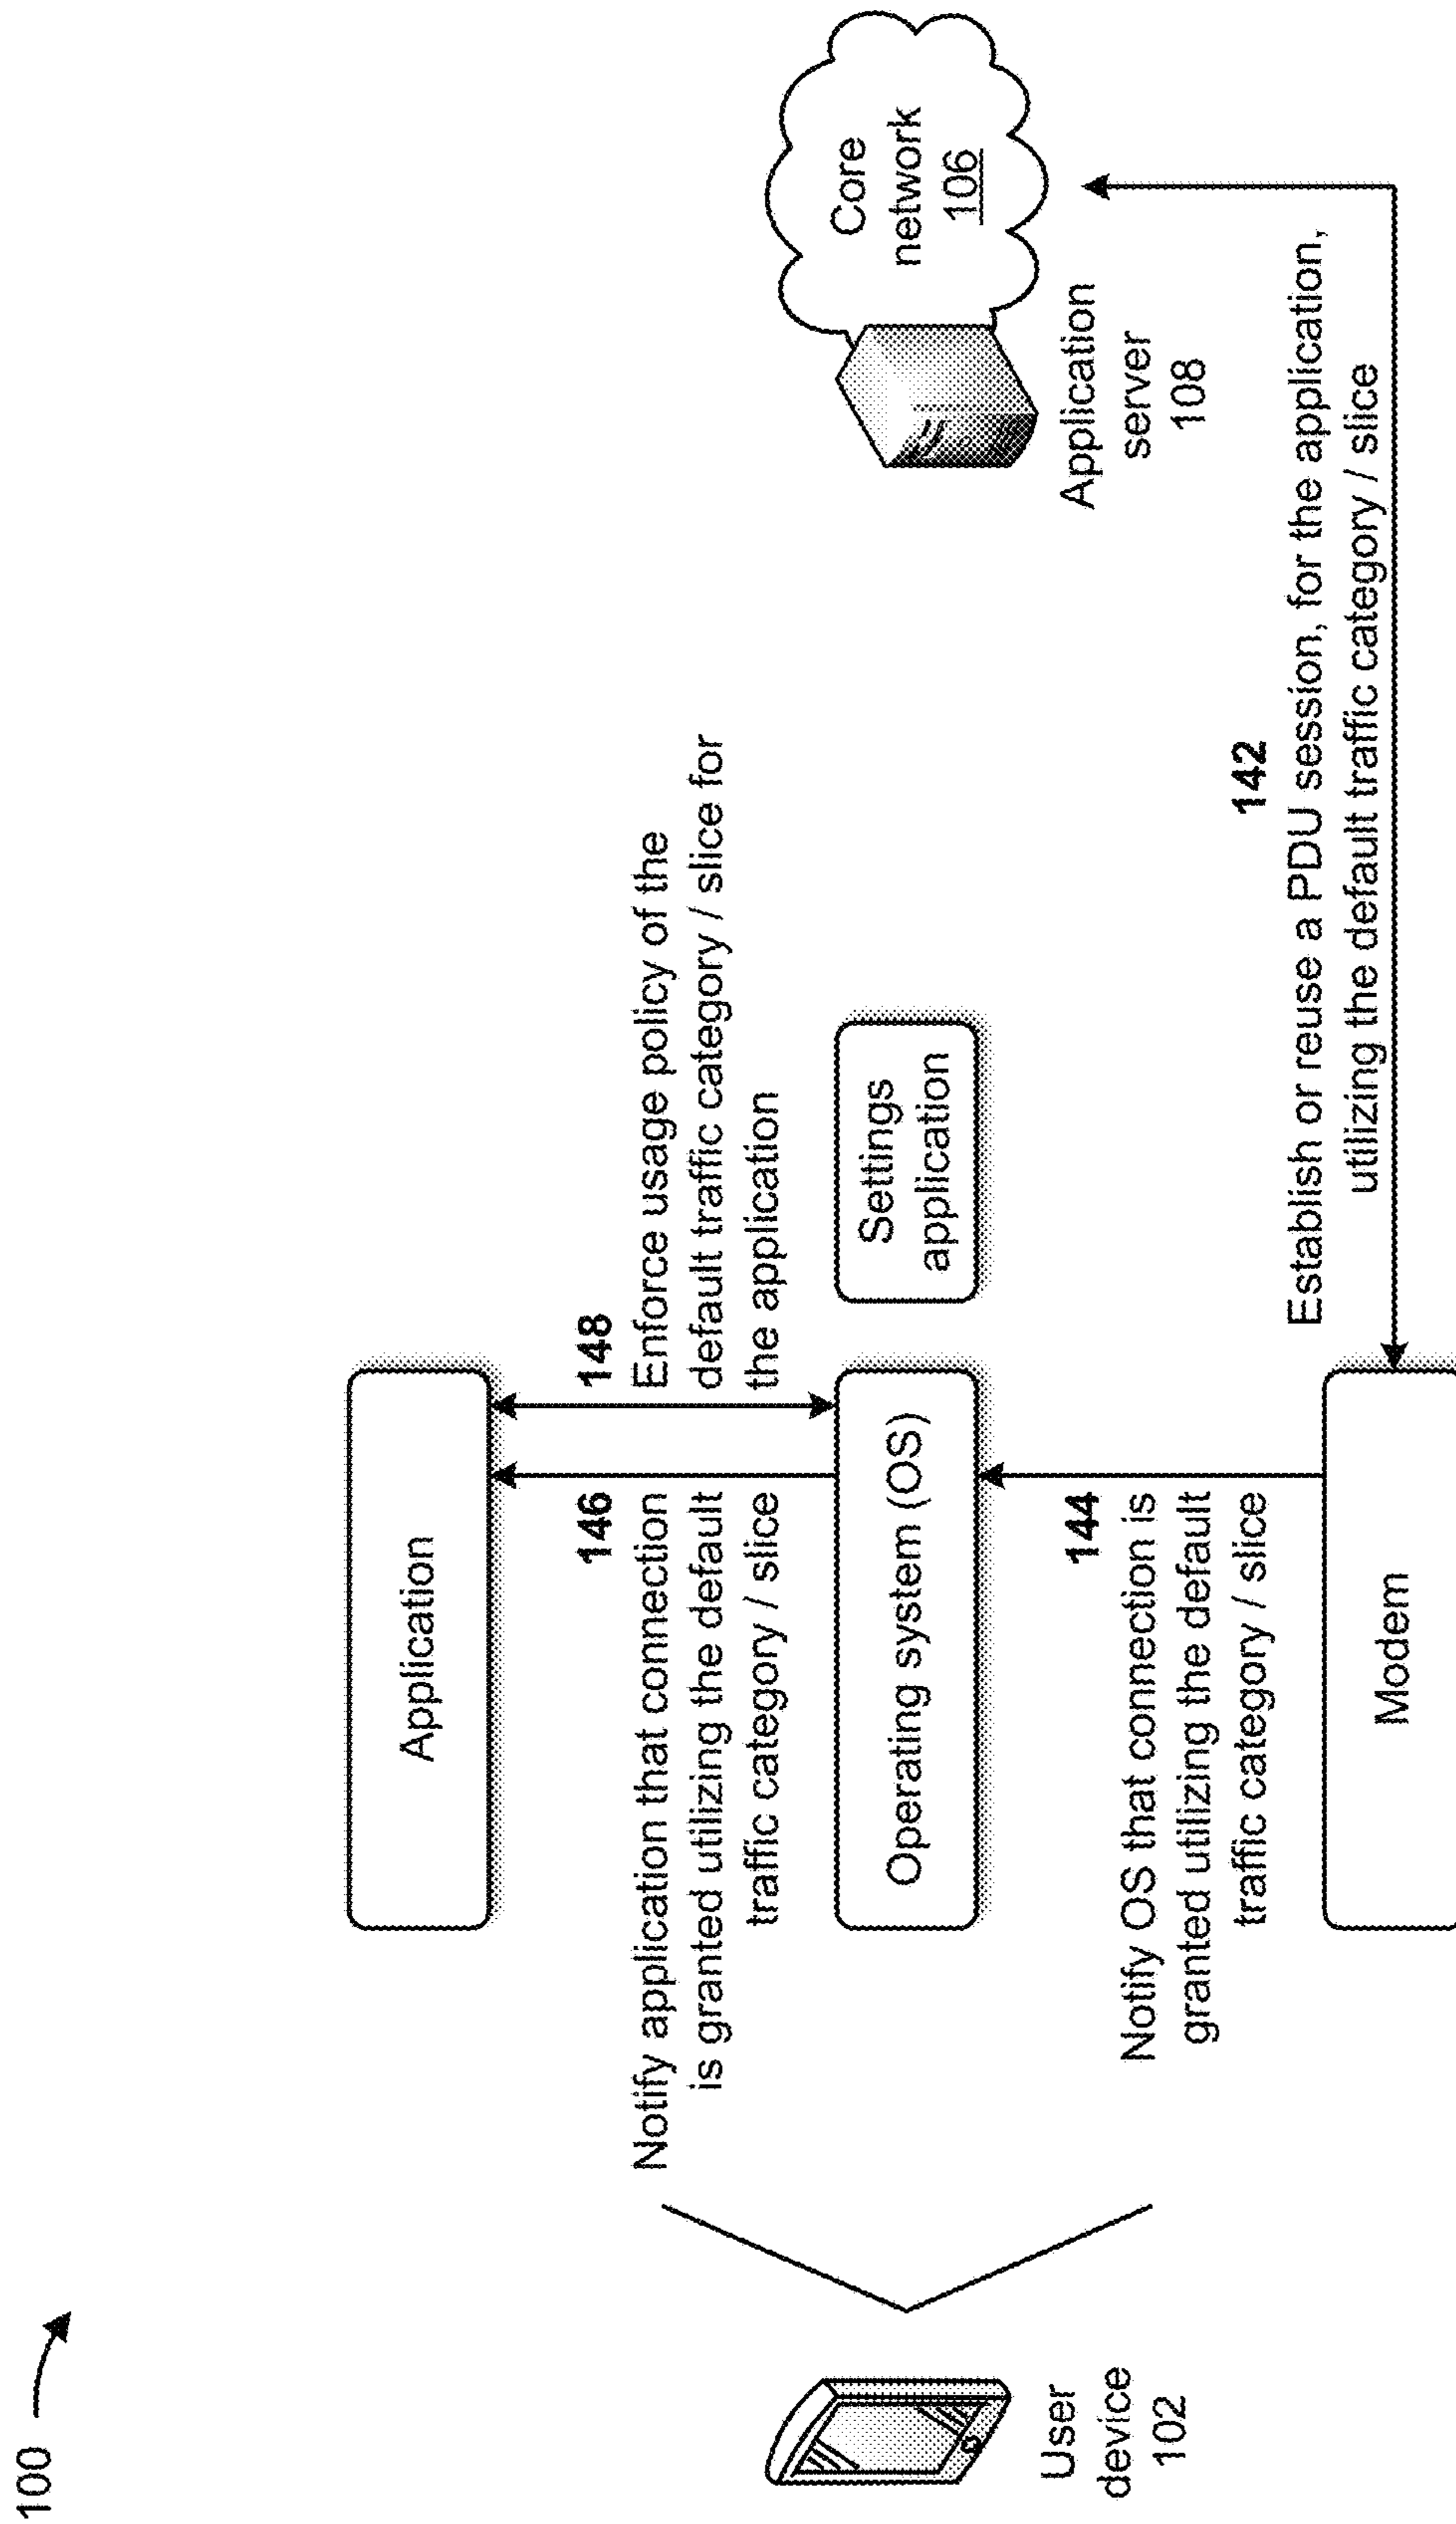 100
Application
146
Notify application that connection
is granted utilizing the default
traffic category / slice
148
Enforce usage policy of the
default traffic category / slice for
the application
User
device
102
Operating system (OS)
Settings
application
Core
network
106
Application
server
108
144
Notify OS that connection is
granted utilizing the default
traffic category / slice
142
Establish or reuse a PDU session, for the application,
utilizing the default traffic category / slice
Modem